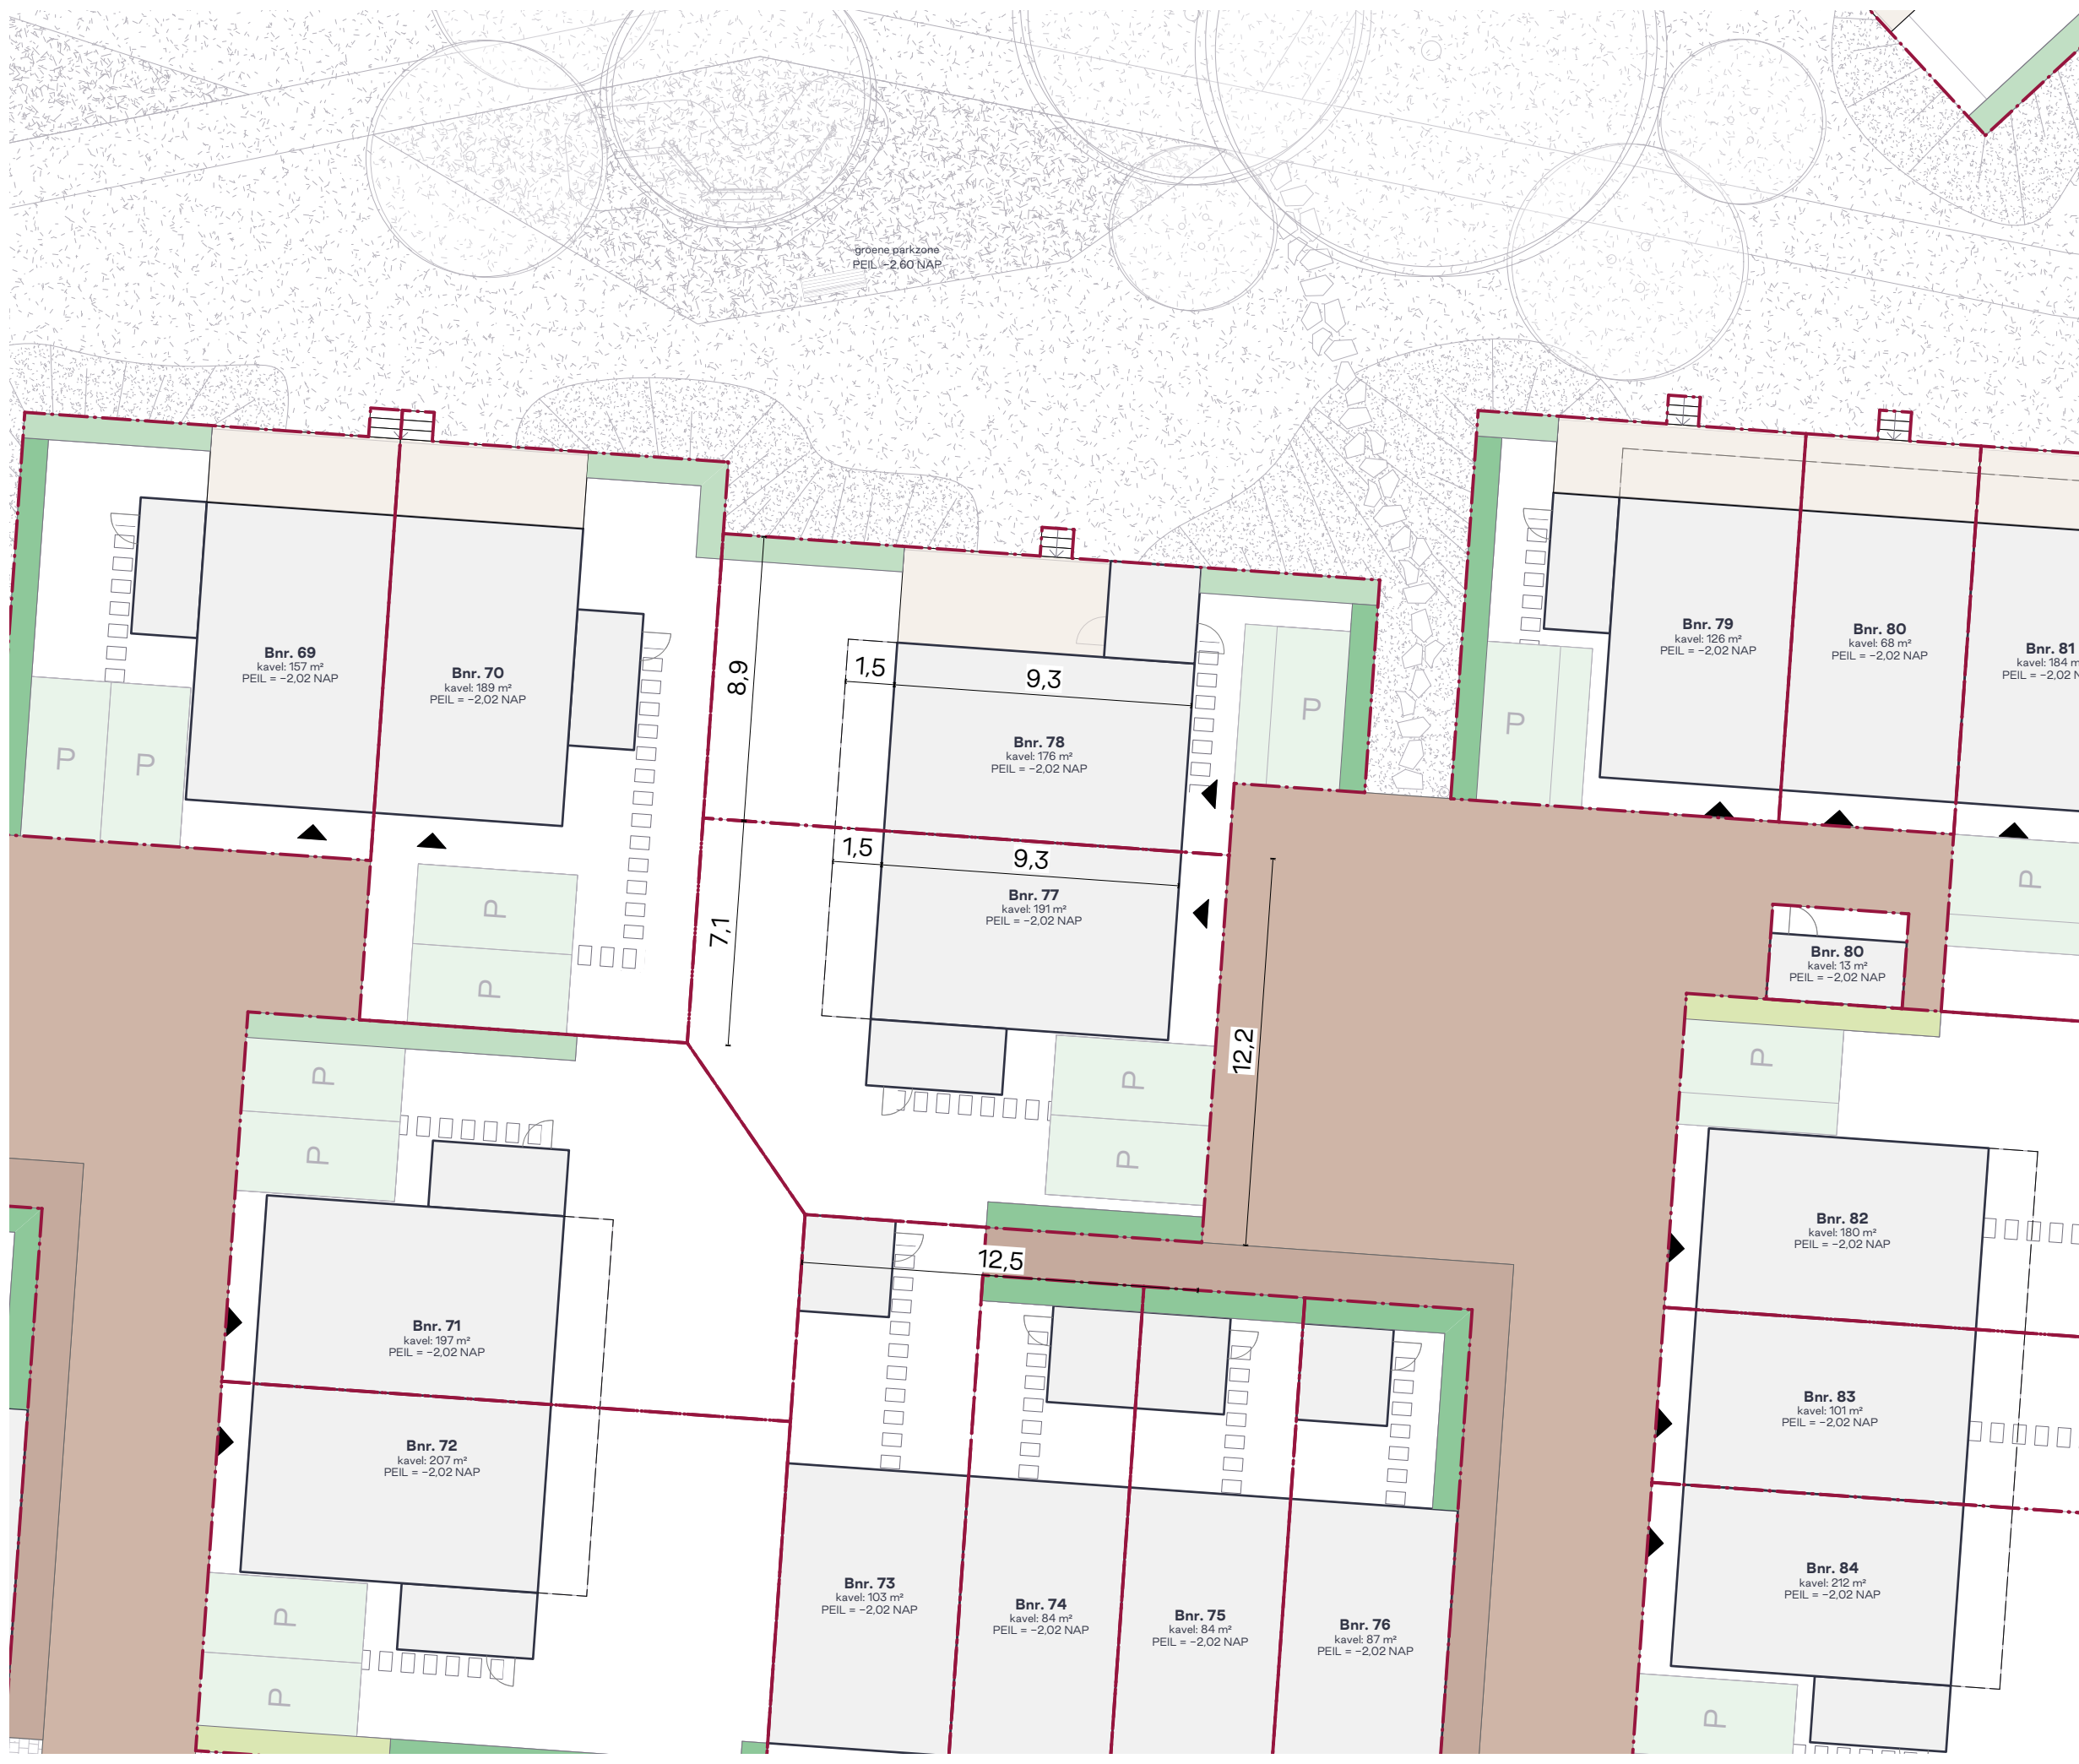 groene parkzone
PEIL -2,60 NAP
Bnr. 69
kavel: 157 m²
PEIL = -2,02 NAP
Bnr. 70
kavel: 189 m²
PEIL = -2,02 NAP
P
P
P
P
8,9
7,1
1,5
9,3
Bnr. 78
kavel: 176 m²
PEIL = -2,02 NAP
1,5
9,3
Bnr. 77
kavel: 191 m²
PEIL = -2,02 NAP
P
P
P
12,2
12,5
P
Bnr. 79
kavel: 126 m²
PEIL = -2,02 NAP
Bnr. 80
kavel: 68 m²
PEIL = -2,02 NAP
Bnr. 81
kavel: 184 m
PEIL = -2,02 N
P
Bnr. 80
kavel: 13 m²
PEIL = -2,02 NAP
P
P
P
Bnr. 71
kavel: 197 m²
PEIL = -2,02 NAP
Bnr. 72
kavel: 207 m²
PEIL = -2,02 NAP
P
P
Bnr. 73
kavel: 103 m²
PEIL = -2,02 NAP
Bnr. 74
kavel: 84 m²
PEIL = -2,02 NAP
Bnr. 75
kavel: 84 m²
PEIL = -2,02 NAP
Bnr. 76
kavel: 87 m²
PEIL = -2,02 NAP
Bnr. 82
kavel: 180 m²
PEIL = -2,02 NAP
Bnr. 83
kavel: 101 m²
PEIL = -2,02 NAP
Bnr. 84
kavel: 212 m²
PEIL = -2,02 NAP
P